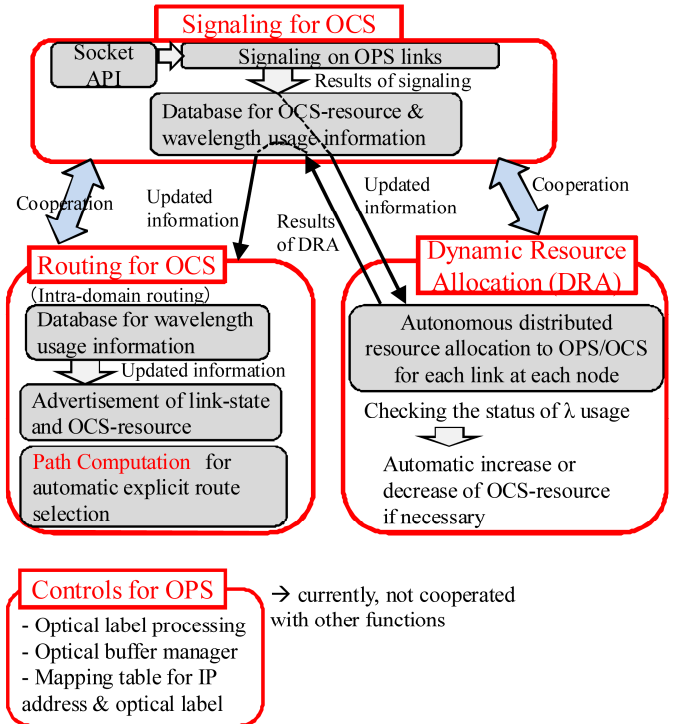 Signaling for OCS
Socket
API
Signaling on OPS links
Results of signaling
Database for OCS-resource &
wavelength usage information
Cooperation
Updated
information
Results
of DRA
Updated
information
Cooperation
Routing for OCS
(Intra-domain routing)
Database for wavelength
usage information
Updated information
Advertisement of link-state
and OCS-resource
Path Computation for
automatic explicit route
selection
Dynamic Resource
Allocation (DRA)
Autonomous distributed
resource allocation to OPS/OCS
for each link at each node
Checking the status of λ usage
Automatic increase or
decrease of OCS-resource
if necessary
Controls for OPS
- Optical label processing
- Optical buffer manager
- Mapping table for IP
address & optical label
→ currently, not cooperated
with other functions